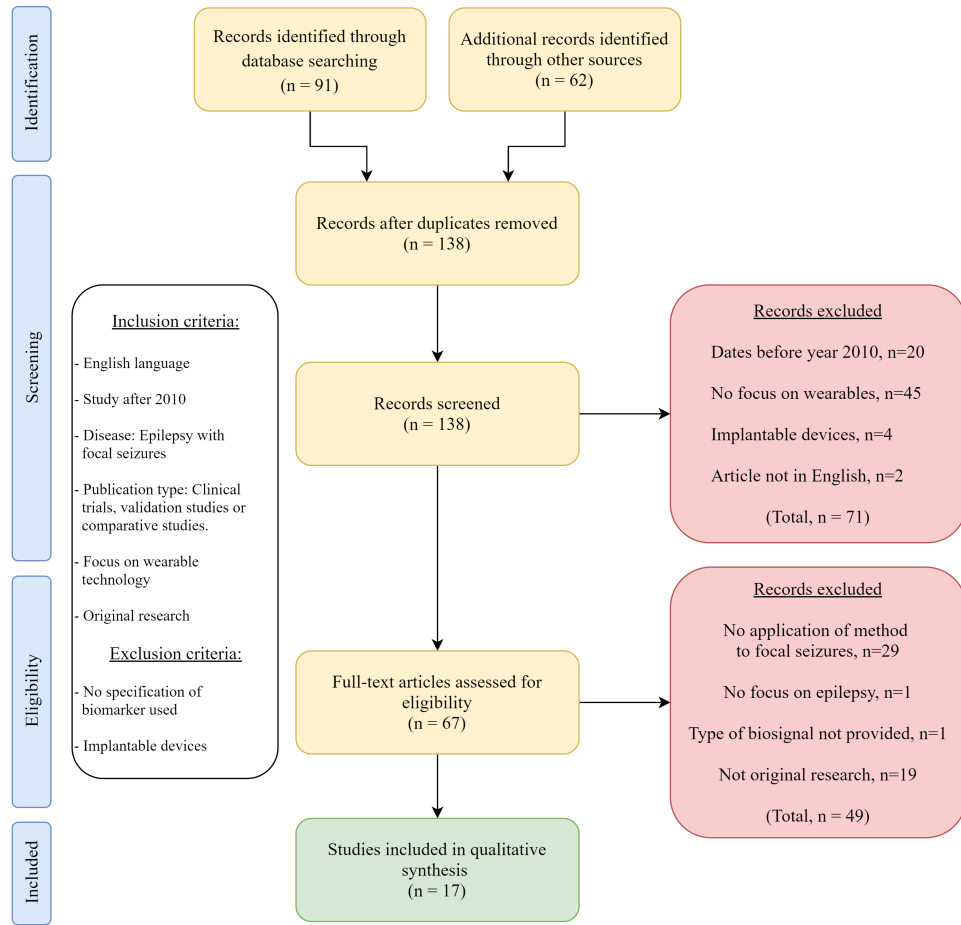 Identification
Records identified through
database searching
(n = 91)
Additional records identified
through other sources
(n = 62)
Screening
Records after duplicates removed
(n = 138)
Records screened
(n = 138)
Inclusion criteria:
- English language
- Study after 2010
- Disease: Epilepsy with
focal seizures
- Publication type: Clinical
trials, validation studies or
comparative studies.
- Focus on wearable
technology
- Original research
Exclusion criteria:
- No specification of
biomarker used
- Implantable devices
Records excluded
Dates before year 2010, n=20
No focus on wearables, n=45
Implantable devices, n=4
Article not in English, n=2
(Total, n = 71)
Eligibility
Full-text articles assessed for
eligibility
(n = 67)
Records excluded
No application of method
to focal seizures, n=29
No focus on epilepsy, n=1
Type of biosignal not provided, n=1
Not original research, n=19
(Total, n = 49)
Included
Studies included in qualitative
synthesis
(n = 17)